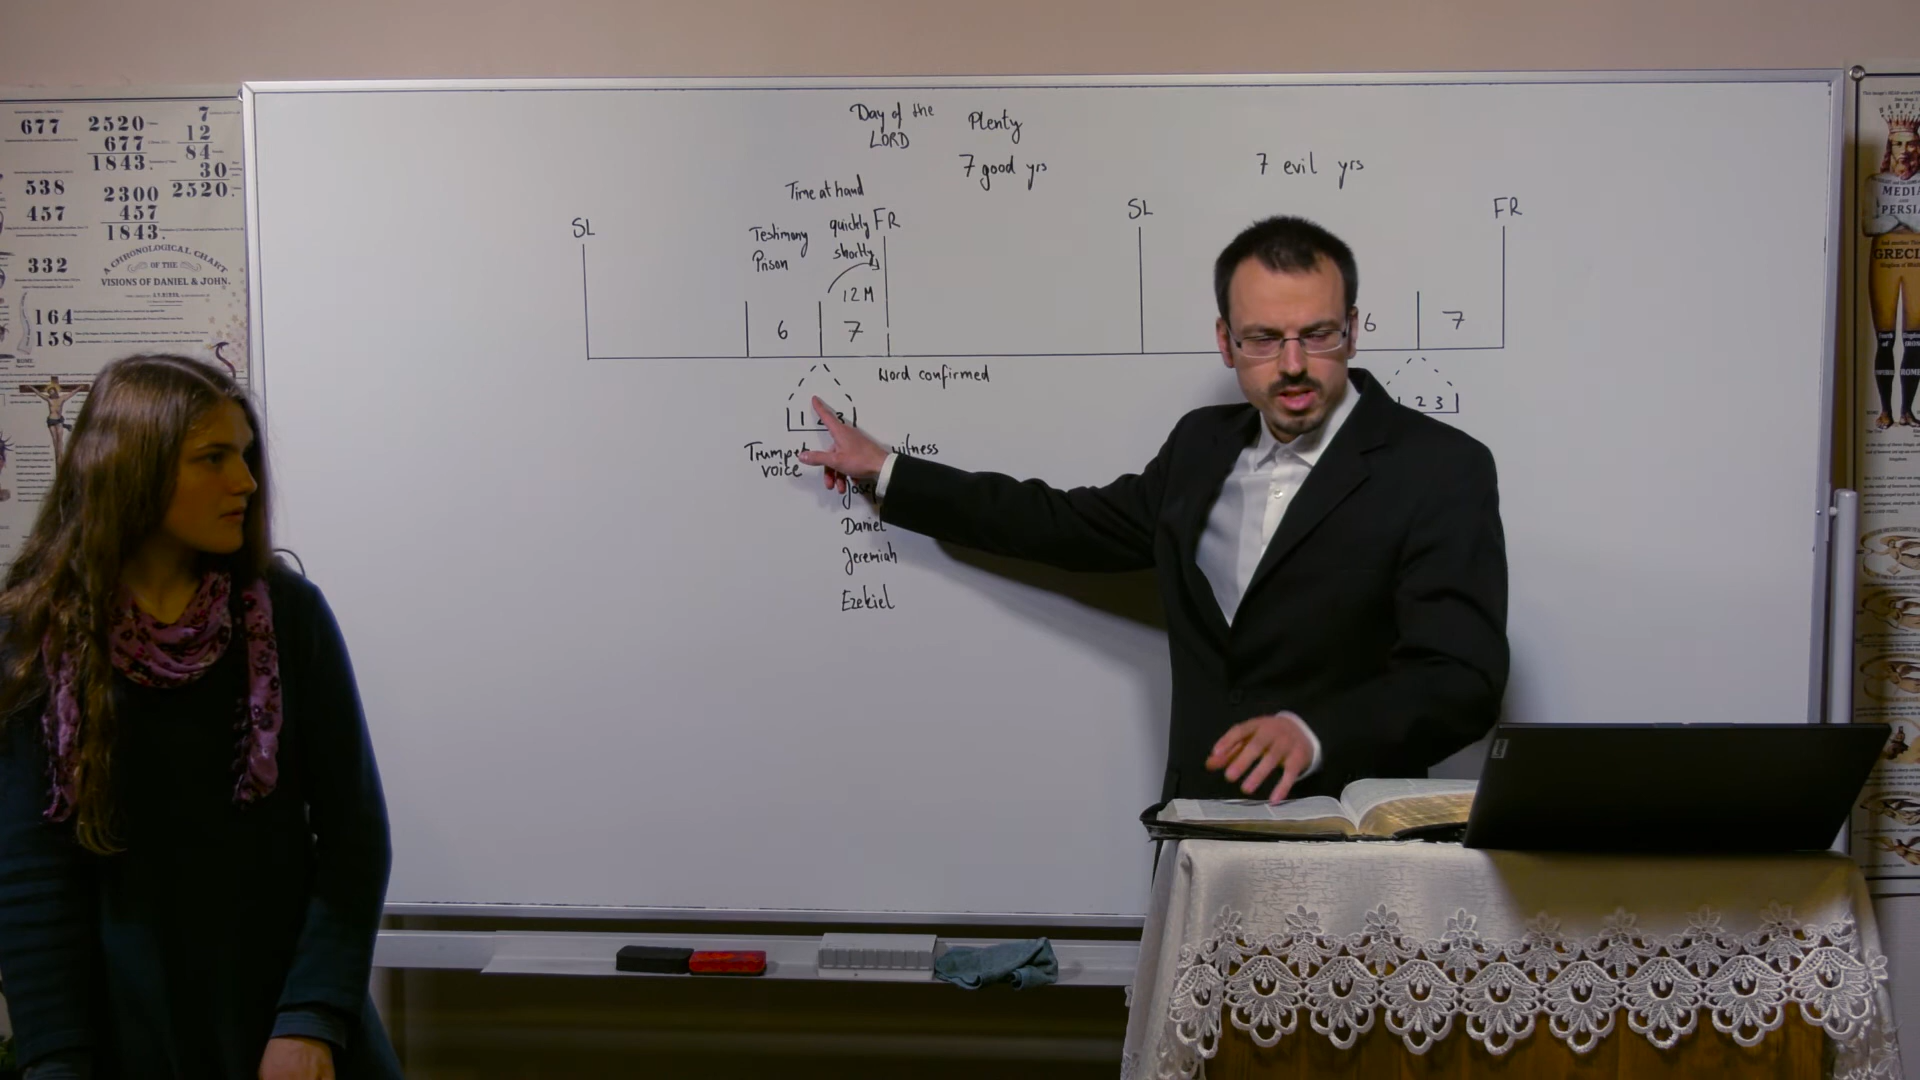 Day of the
LORD
Plenty
7 good yrs
7 evil yrs
Time at hand
SL
Testimony
Prison
quickly
shortly
FR
SL
FR
12M
6
7
6
7
Word confirmed
1 2 3
2 3
Trumpet
voice
witness
Daniel
Jeremiah
Ezekiel
677
2520
677
1843.
7
12
84
30
2520.
538
457
2300
457
1843.
332
A CHRONOLOGICAL CHART
OF THE
VISIONS OF DANIEL & JOHN.
164
158
ROME
MEDIA
PERSIA
GRECI